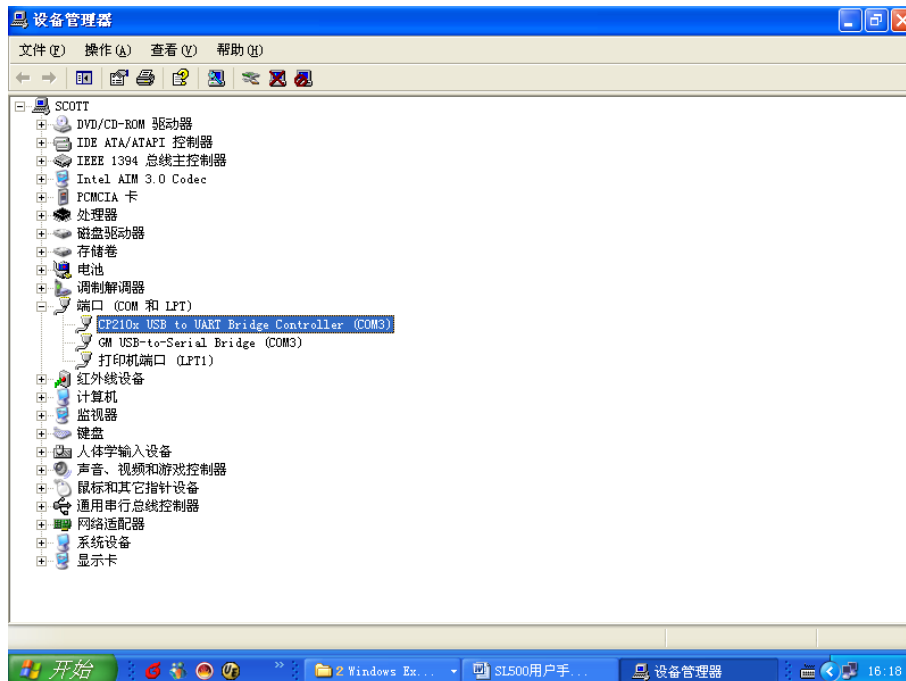 设备管理器
文件(F) 操作(A) 查看(V) 帮助(H)
SCOTT
DVD/CD-ROM 驱动器
IDE ATA/ATAPI 控制器
IEEE 1394 总线主控制器
Intel AIM 3.0 Codec
PCMCIA 卡
处理器
磁盘驱动器
存储卷
电池
调制解调器
端口 (COM 和 LPT)
CP210x USB to UART Bridge Controller (COM3)
GM USB-to-Serial Bridge (COM3)
打印机端口 (LPT1)
红外线设备
计算机
监视器
键盘
人体学输入设备
声音、视频和游戏控制器
鼠标和其它指针设备
通用串行总线控制器
网络适配器
系统设备
显示卡
开始 2 Windows Ex... SL500用户手... 设备管理器 16:18